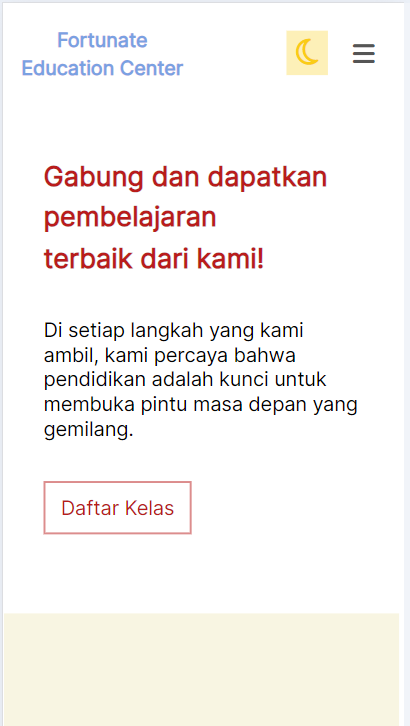 Fortunate
Education Center
Gabung dan dapatkan
pembelajaran
terbaik dari kami!
Di setiap langkah yang kami
ambil, kami percaya bahwa
pendidikan adalah kunci untuk
membuka pintu masa depan yang
gemilang.
Daftar Kelas